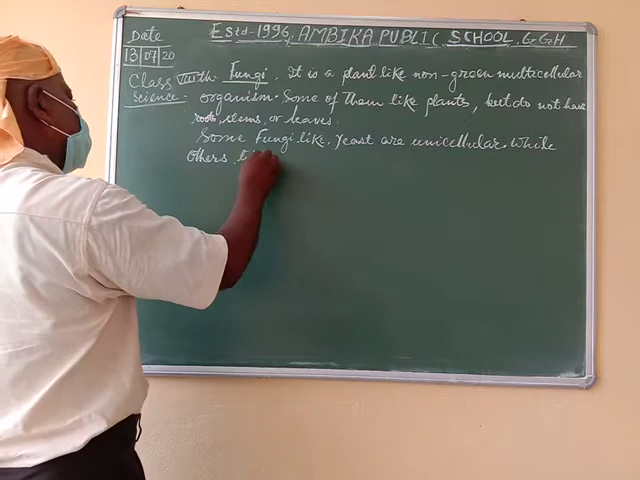 Date Estd-1996, AMBIKA PUBLIC SCHOOL, G.G.H
13|07|20
Class VIII th. Fungi. It is a plant like non-green multicellular
Science - organism. Some of Them like plants, but do not have
roots, stems, or leaves.
Some Fungi like. Yeast are unicellular. While
others